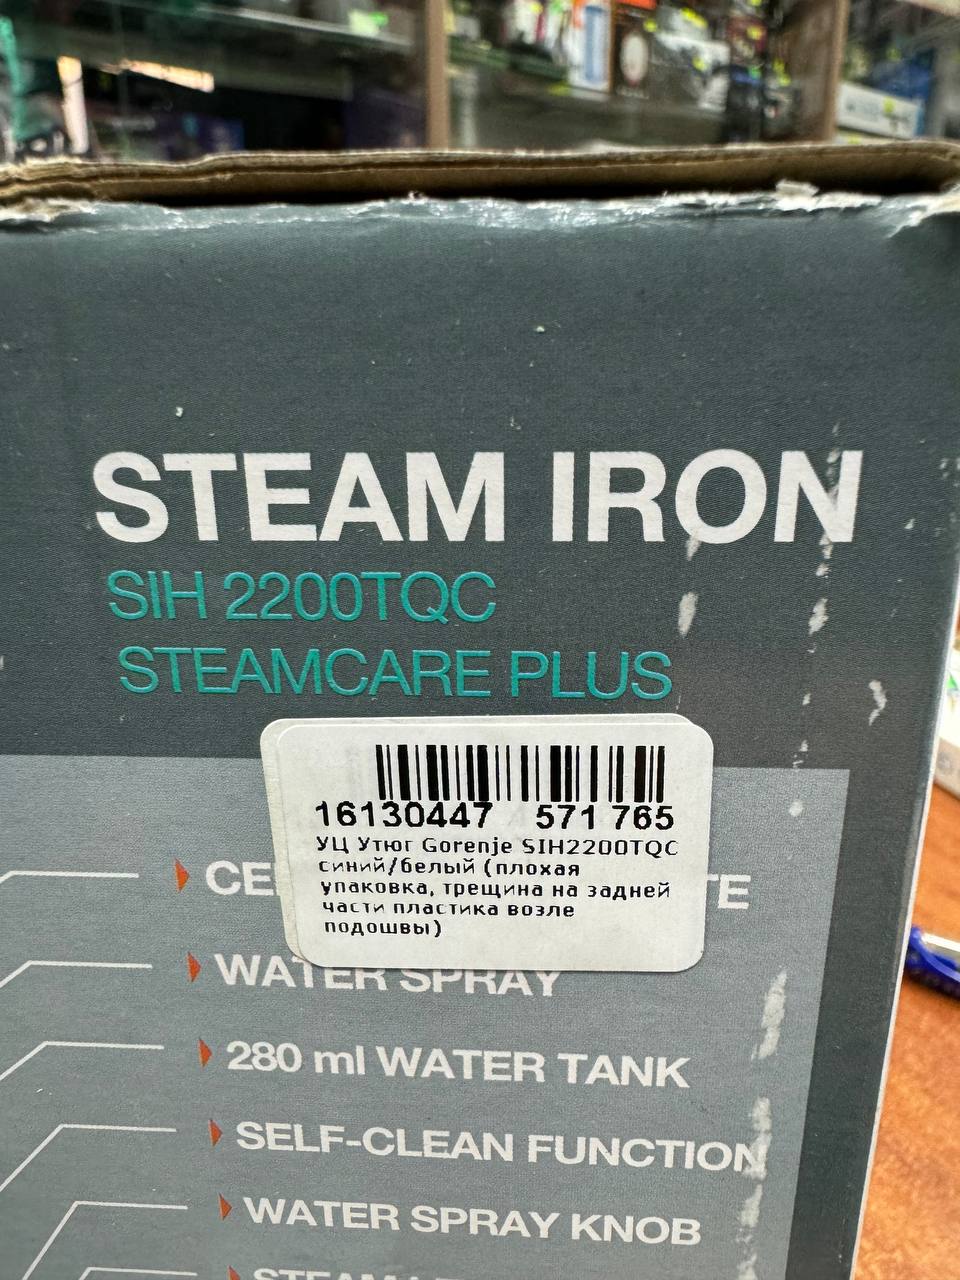 STEAM IRON
SIH 2200TQC
STEAMCARE PLUS
16130447 571 765
УЦ Утюг Gorenje SIH2200TQC
синий/белый (плохая
упаковка, трещина на задней
части пластика возле
подошвы)
WATER SPRAY
280 ml WATER TANK
SELF-CLEAN FUNCTION
WATER SPRAY KNOB